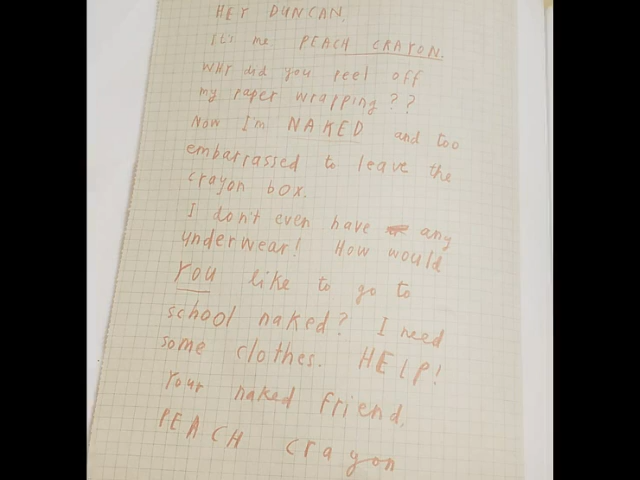 HEY DUNCAN,
It's me PEACH CRAYON.
WHY did you peel off
my paper wrapping??
Now I'm NAKED and too
embarrassed to leave the
crayon box.
I don't even have any
underwear! How would
YOU like to go to
school naked? I need
some clothes. HELP!
Your naked friend,
PEACH crayon